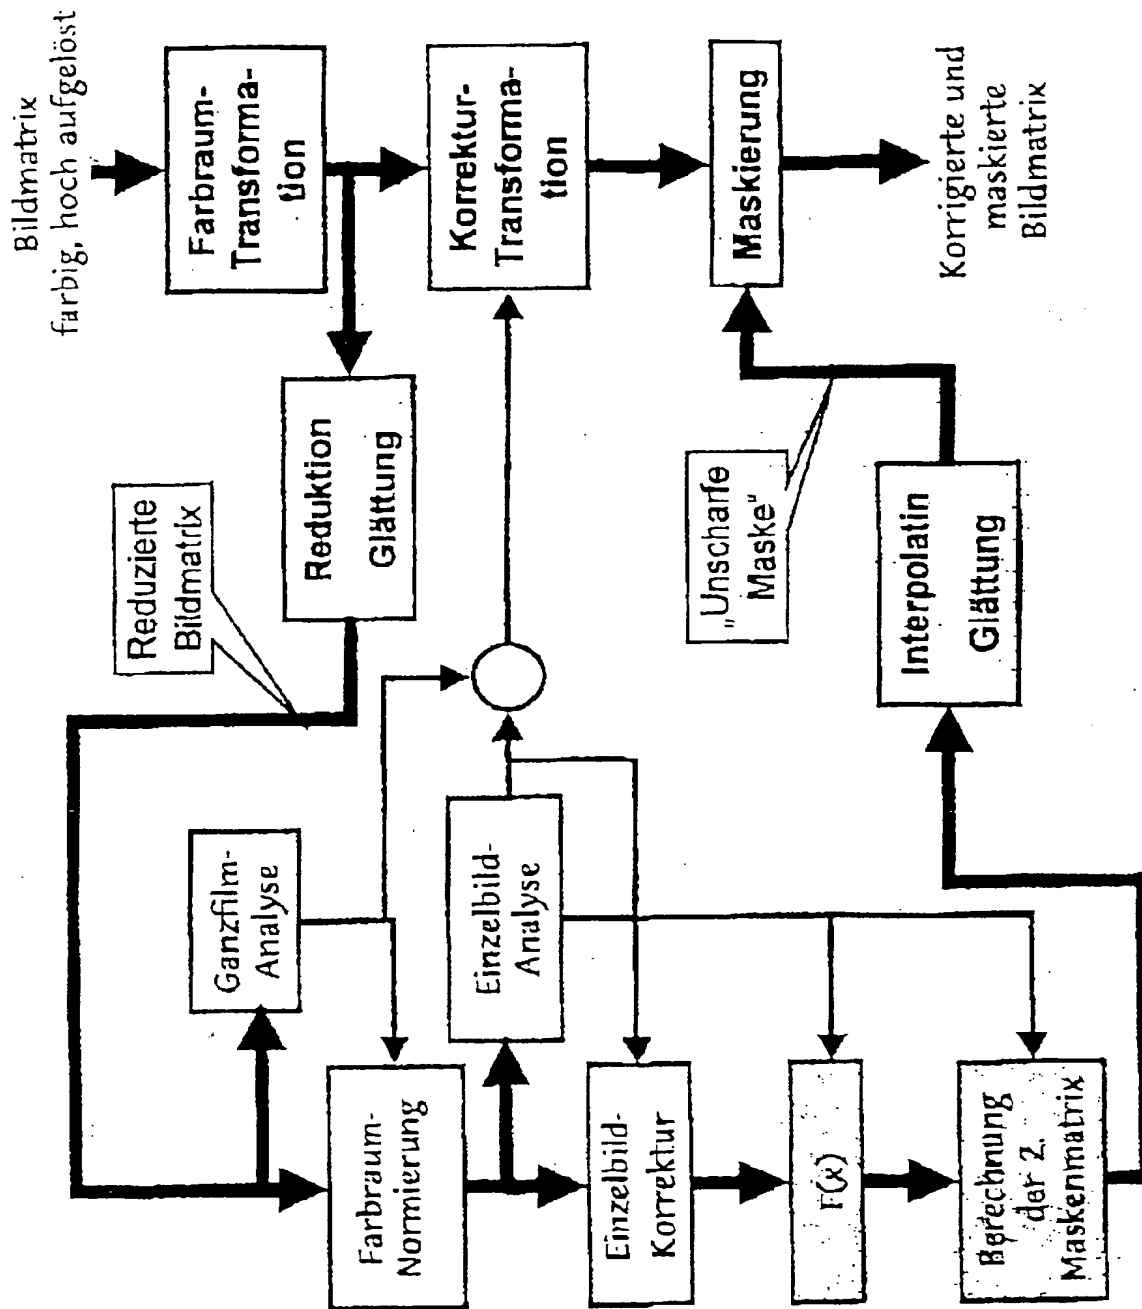 Bildmatrix
farbig, hoch aufgelöst
Farbraum-
Transforma-
tion
Reduzierte
Bildmatrix
Reduktion
Glättung
Korrektur-
Transforma-
tion
Ganzfilm-
Analyse
Farbraum-
Normierung
Einzelbild-
Analyse
Einzelbild-
Korrektur
„Unscharfe
Maske“
Maskierung
F(x)
Interpolatin
Glättung
Berechnung
der 2.
Maskenmatrix
Korrigierte und
maskierte
Bildmatrix